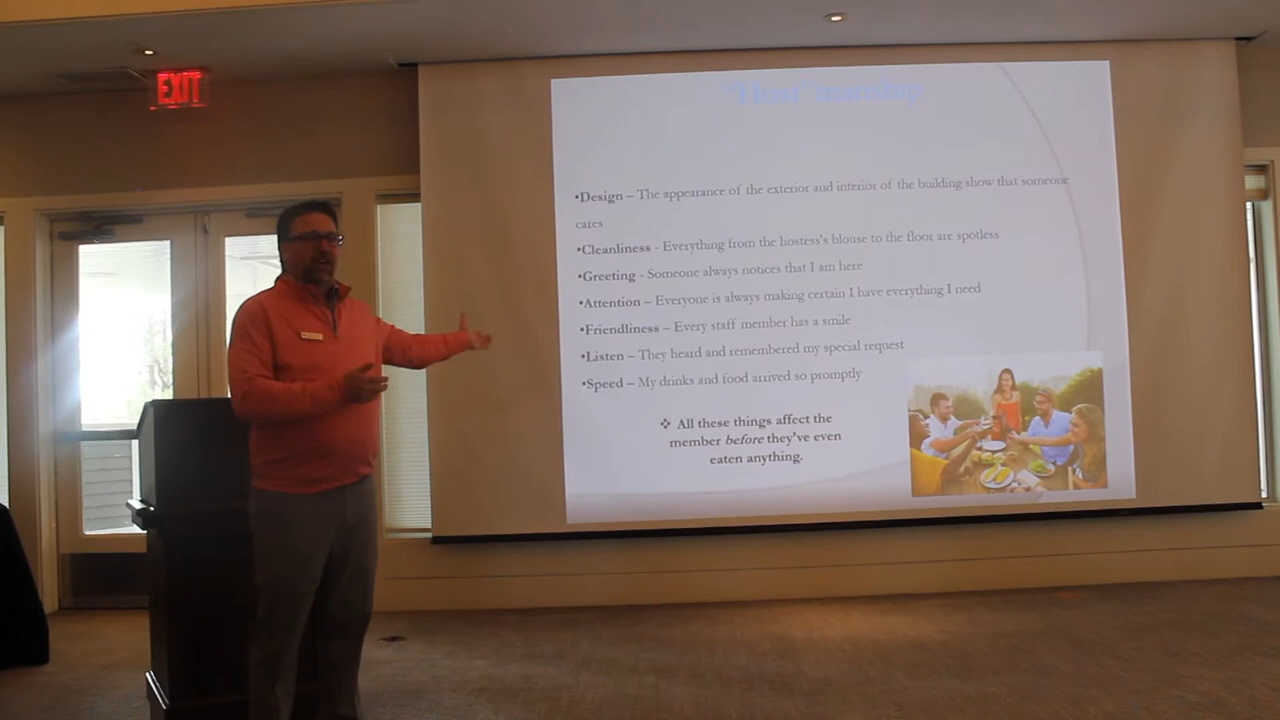 EXIT
"Host"manship
•Design – The appearance of the exterior and interior of the building show that someone
cares
•Cleanliness - Everything from the hostess's blouse to the floor are spotless
•Greeting - Someone always notices that I am here
•Attention – Everyone is always making certain I have everything I need
•Friendliness – Every staff member has a smile
•Listen – They heard and remembered my special request
•Speed – My drinks and food arrived so promptly
❖ All these things affect the
member before they've even
eaten anything.